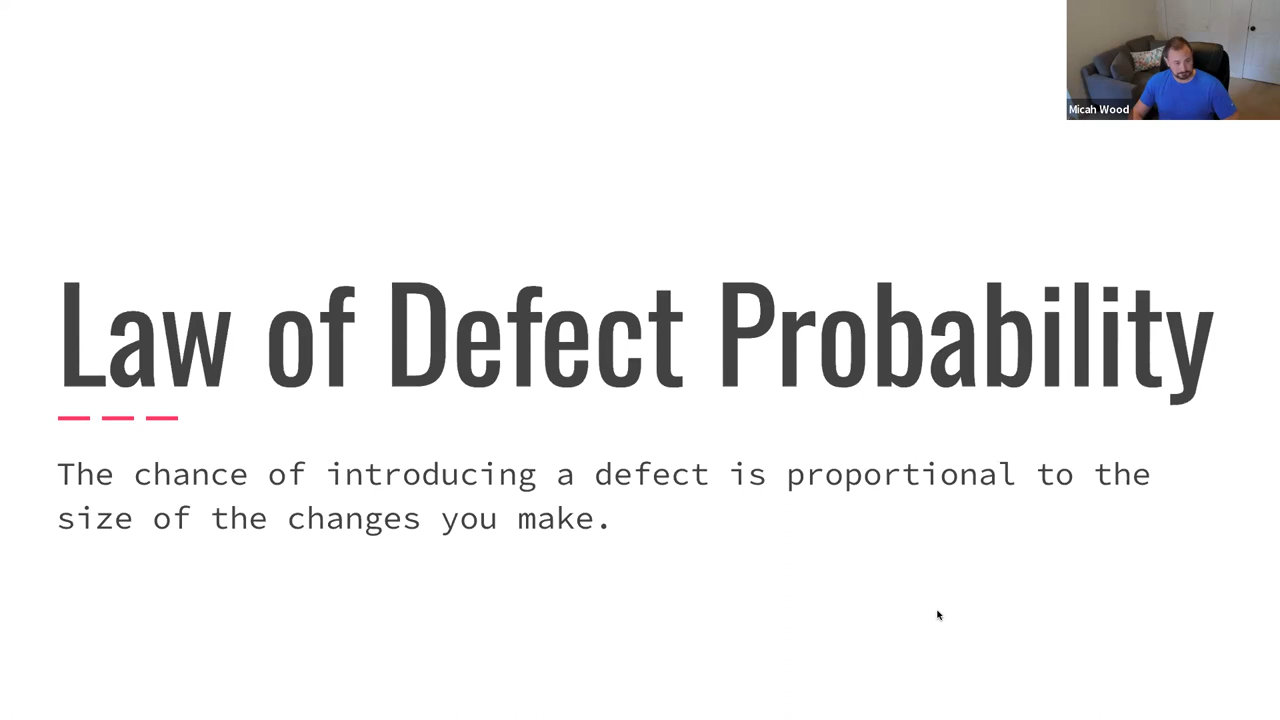 Micah Wood
Law of Defect Probability
The chance of introducing a defect is proportional to the
size of the changes you make.